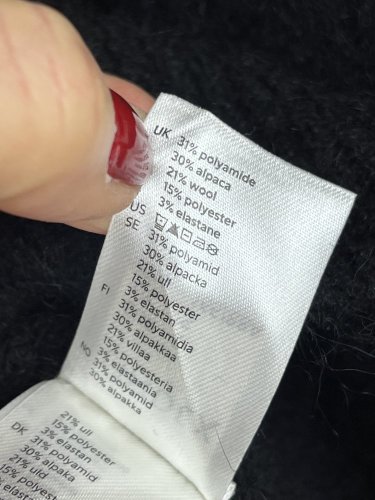 UK 31% polyamide
30% alpaca
21% wool
15% polyester
3% elastane
US
SE 31% polyamid
30% alpacka
21% ull
15% polyester
3% elastan
FI 31% polyamidia
30% alpakkaa
21% villaa
15% polyesteria
3% elastaania
NO 31% polyamid
30% alpakka
21% ull
15% polyester
3% elastan
DK 31% polyamid
30% alpaka
21% uld
15% polyester